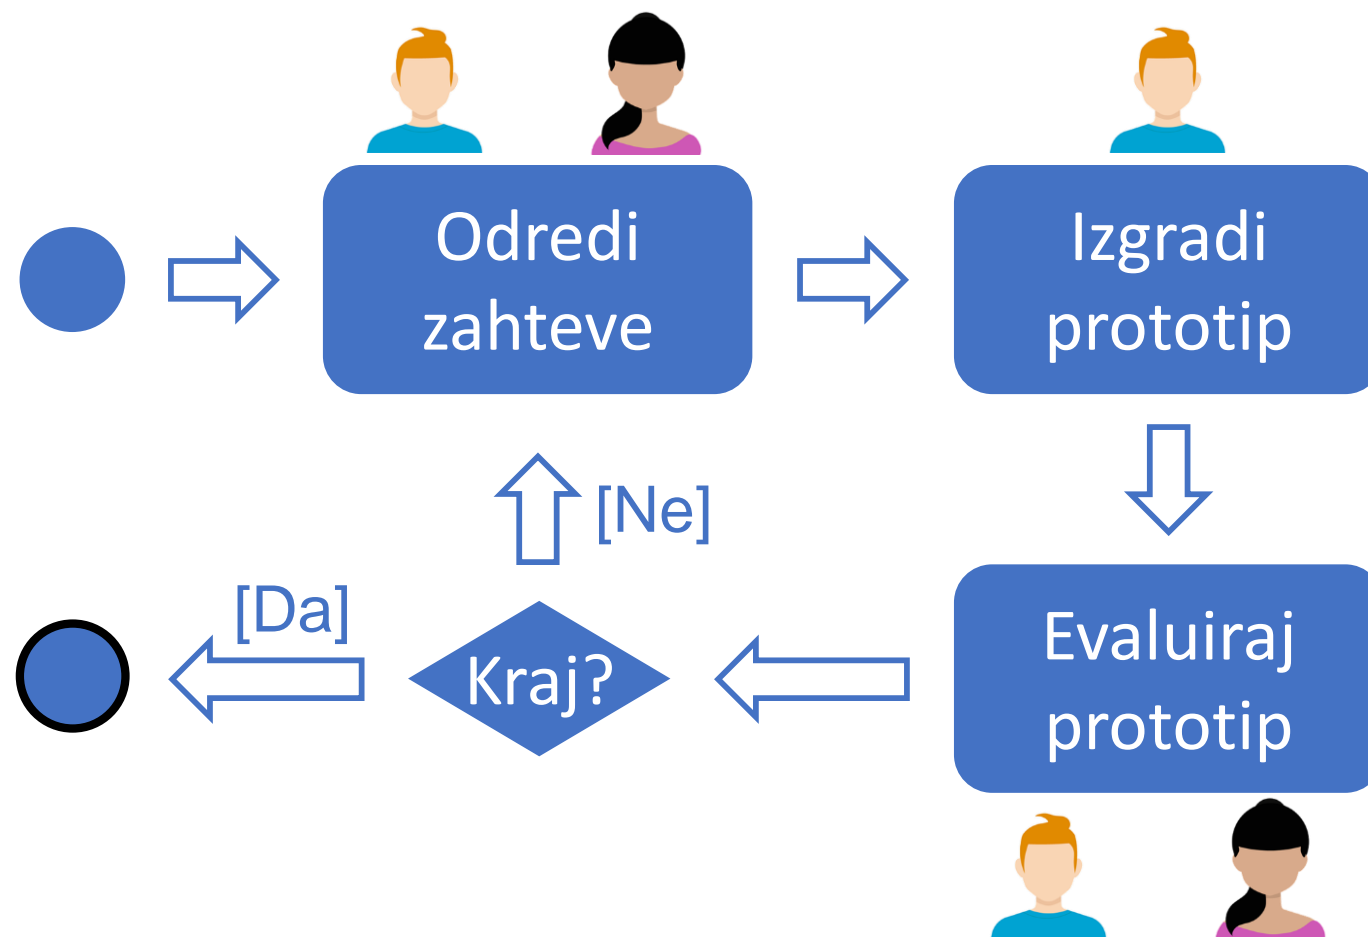 Odredi
zahteve
Izgradi
prototip
[Ne]
[Da]
Kraj?
Evaluiraj
prototip